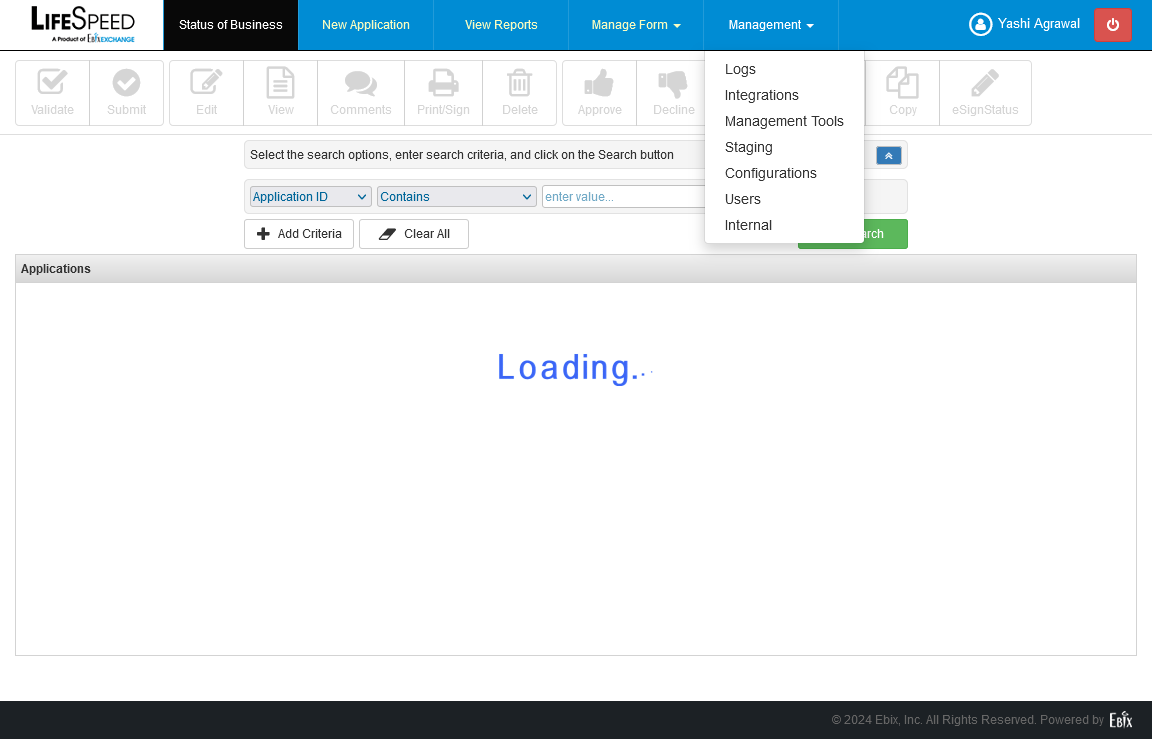 LIFESPEED
A Product of EbixEXCHANGE
Status of Business
New Application
View Reports
Manage Form
Management
Yashi Agrawal
Validate
Submit
Edit
View
Comments
Print/Sign
Delete
Approve
Decline
Copy
eSignStatus
Logs
Integrations
Management Tools
Staging
Configurations
Users
Internal
Select the search options, enter search criteria, and click on the Search button
Application ID
Contains
enter value...
Add Criteria
Clear All
arch
Applications
Loading...
© 2024 Ebix, Inc. All Rights Reserved. Powered by
Ebix